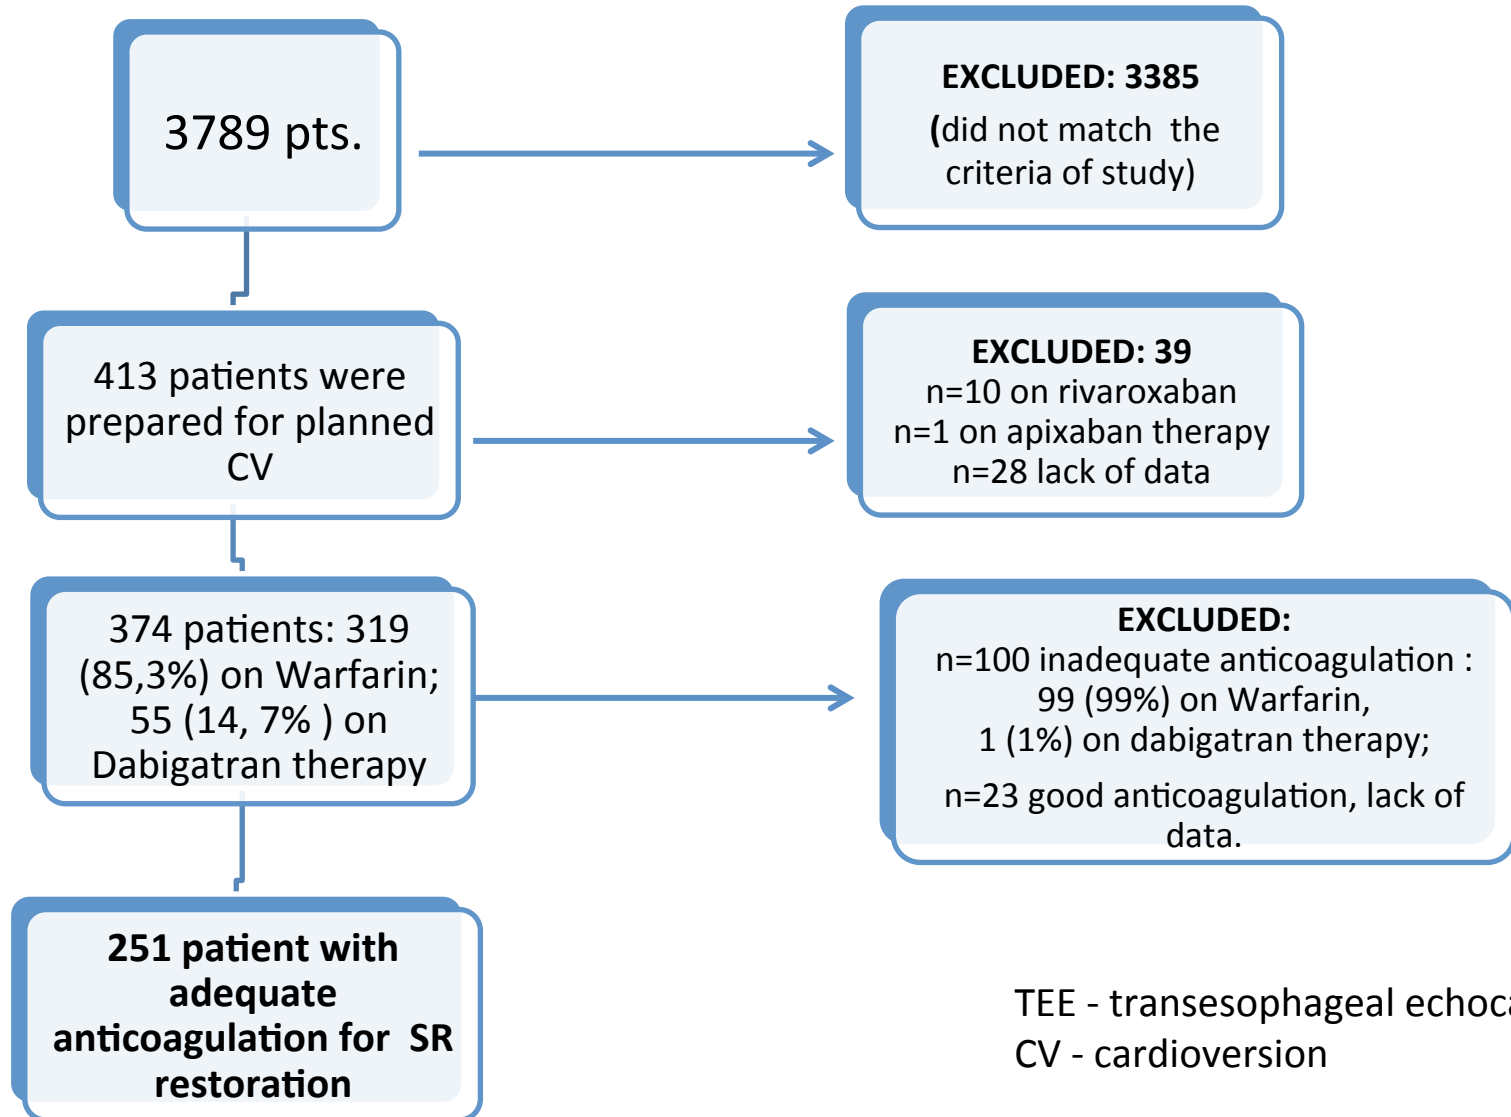 3789 pts.
EXCLUDED: 3385
(did not match the
criteria of study)
413 patients were
prepared for planned
CV
EXCLUDED: 39
n=10 on rivaroxaban
n=1 on apixaban therapy
n=28 lack of data
374 patients: 319
(85,3%) on Warfarin;
55 (14, 7% ) on
Dabigatran therapy
EXCLUDED:
n=100 inadequate anticoagulation :
99 (99%) on Warfarin,
1 (1%) on dabigatran therapy;
n=23 good anticoagulation, lack of
data.
251 patient with
adequate
anticoagulation for SR
restoration
TEE - transesophageal echoca
CV - cardioversion